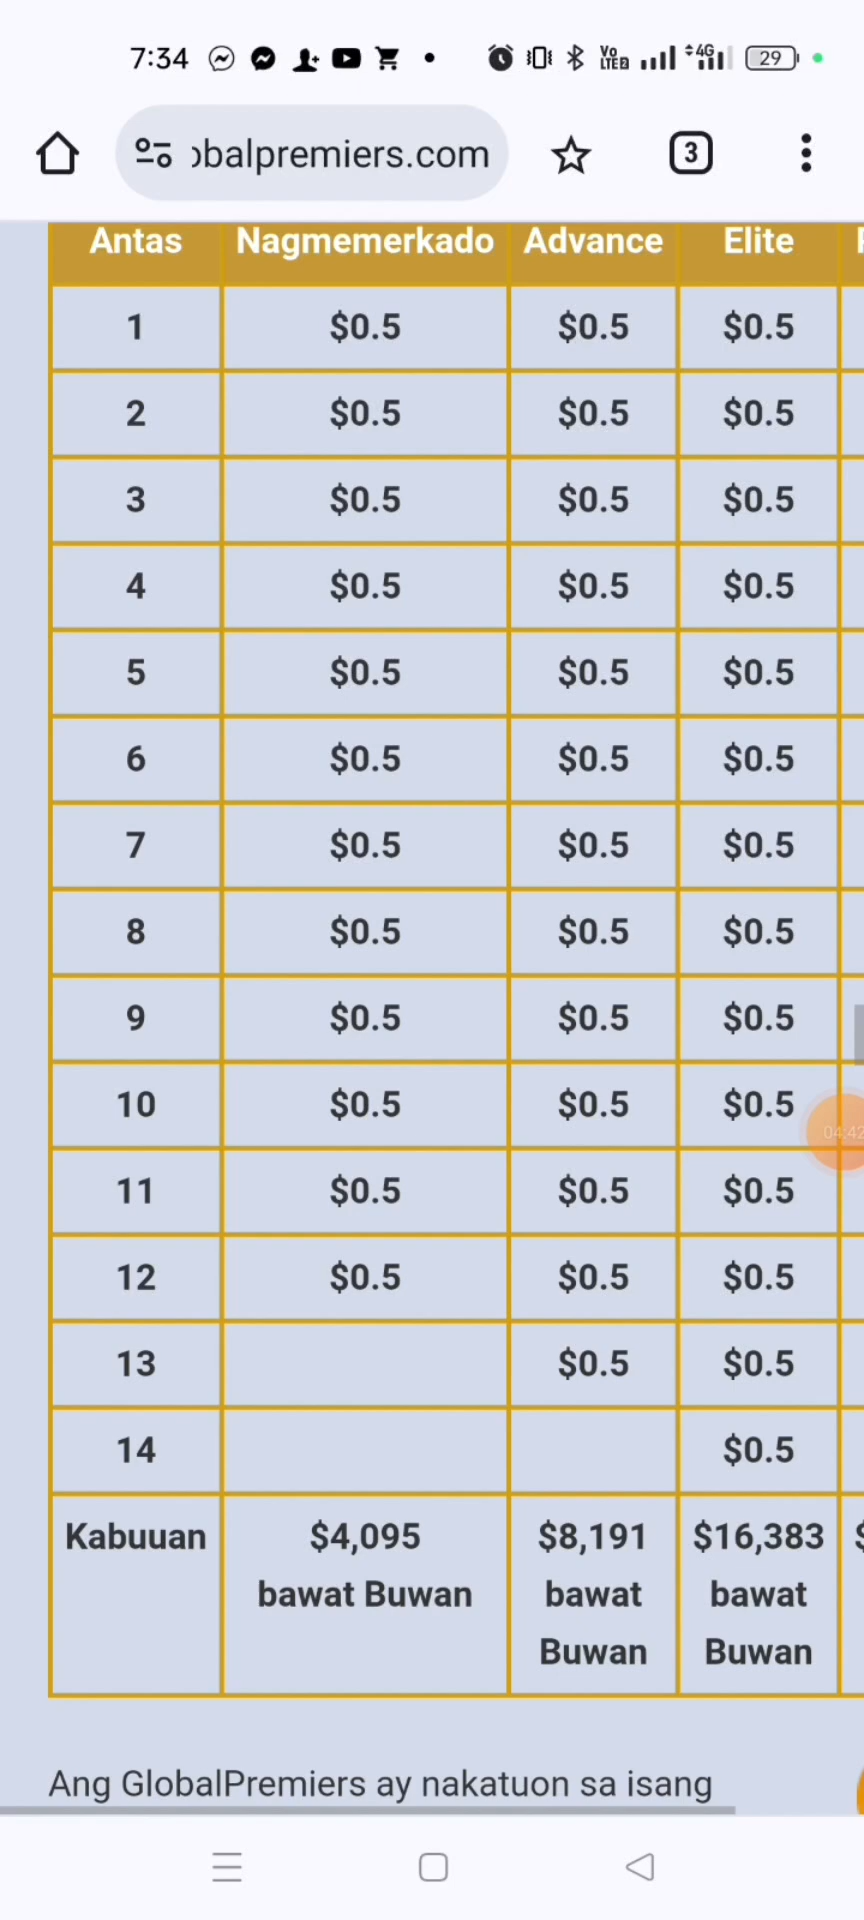 7:34
Vo
LTE2
4G
29
obalpremiers.com
3
Antas Nagmemerkado Advance Elite
1 $0.5 $0.5 $0.5
2 $0.5 $0.5 $0.5
3 $0.5 $0.5 $0.5
4 $0.5 $0.5 $0.5
5 $0.5 $0.5 $0.5
6 $0.5 $0.5 $0.5
7 $0.5 $0.5 $0.5
8 $0.5 $0.5 $0.5
9 $0.5 $0.5 $0.5
10 $0.5 $0.5 $0.5
04:42
11 $0.5 $0.5 $0.5
12 $0.5 $0.5 $0.5
13 $0.5 $0.5
14 $0.5
Kabuuan $4,095 $8,191 $16,383 $
bawat Buwan bawat bawat
Buwan Buwan
Ang GlobalPremiers ay nakatuon sa isang